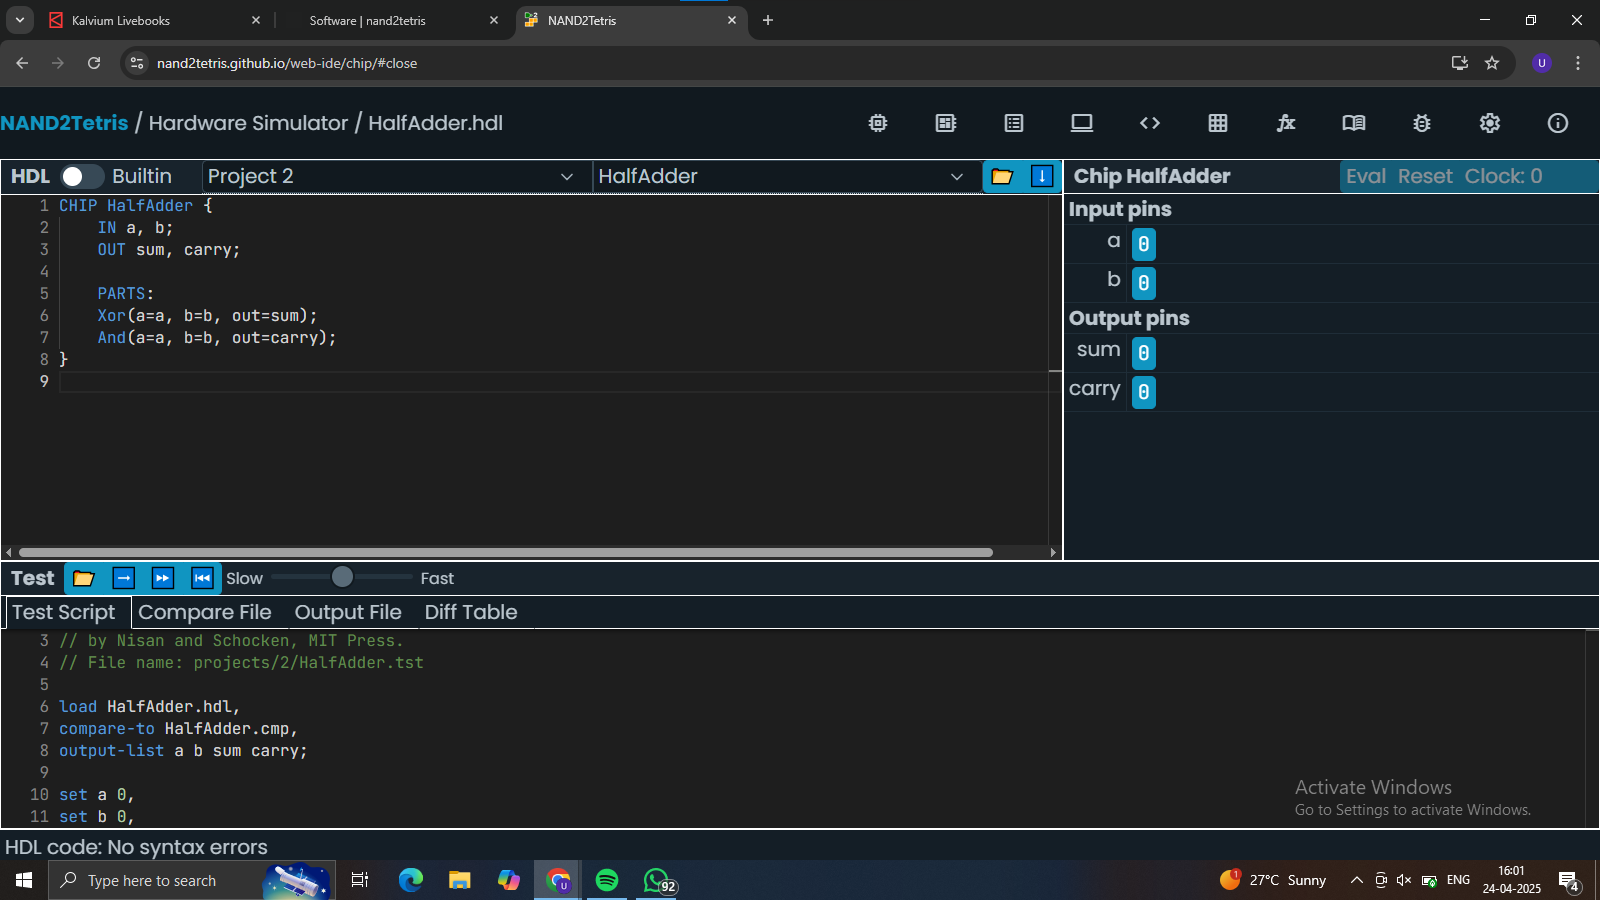 Kalvium Livebooks
Software | nand2tetris
NAND2Tetris
nand2tetris.github.io/web-ide/chip/#close
U
NAND2Tetris / Hardware Simulator / HalfAdder.hdl
HDL Builtin Project 2 HalfAdder
Chip HalfAdder Eval Reset Clock: 0
1 CHIP HalfAdder {
2 IN a, b;
3 OUT sum, carry;
4
5 PARTS:
6 Xor(a=a, b=b, out=sum);
7 And(a=a, b=b, out=carry);
8 }
9
Input pins
a 0
b 0
Output pins
sum 0
carry 0
Test Slow Fast
Test Script Compare File Output File Diff Table
3 // by Nisan and Schocken, MIT Press.
4 // File name: projects/2/HalfAdder.tst
5
6 load HalfAdder.hdl,
7 compare-to HalfAdder.cmp,
8 output-list a b sum carry;
9
10 set a 0,
11 set b 0,
Activate Windows
Go to Settings to activate Windows.
HDL code: No syntax errors
Type here to search
U
92
1
27°C Sunny
ENG
16:01
24-04-2025
4